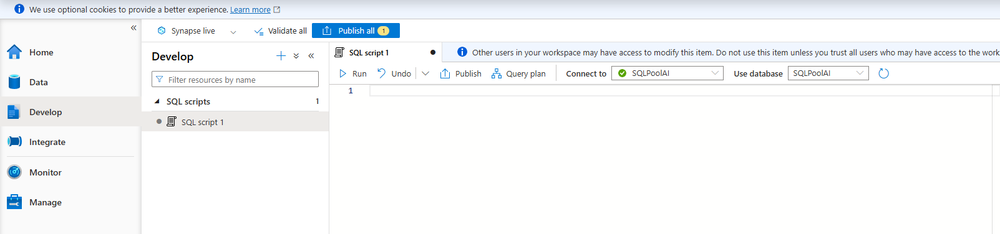 We use optional cookies to provide a better experience. Learn more
Synapse live
Validate all
Publish all 1
Home
Data
Develop
Integrate
Monitor
Manage
Develop
Filter resources by name
SQL scripts 1
SQL script 1
SQL script 1
Other users in your workspace may have access to modify this item. Do not use this item unless you trust all users who may have access to the work
Run
Undo
Publish
Query plan
Connect to
SQLPoolAI
Use database
SQLPoolAI
1